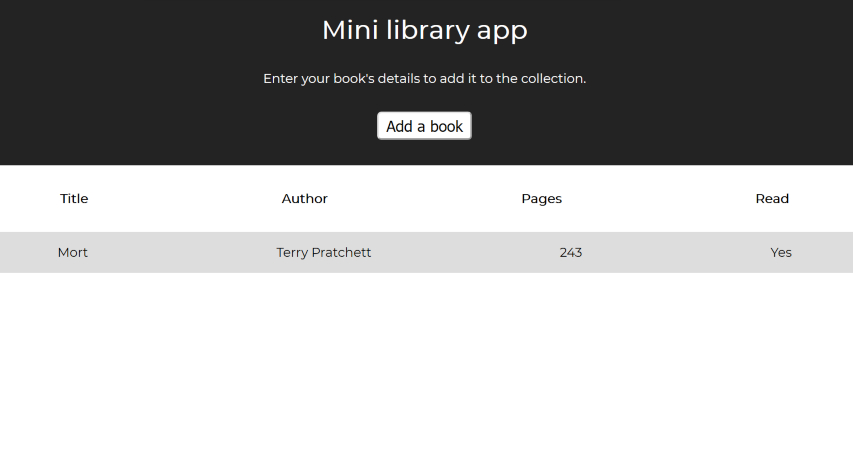 Mini library app
Enter your book's details to add it to the collection.
Add a book
Title Author Pages Read
Mort Terry Pratchett 243 Yes